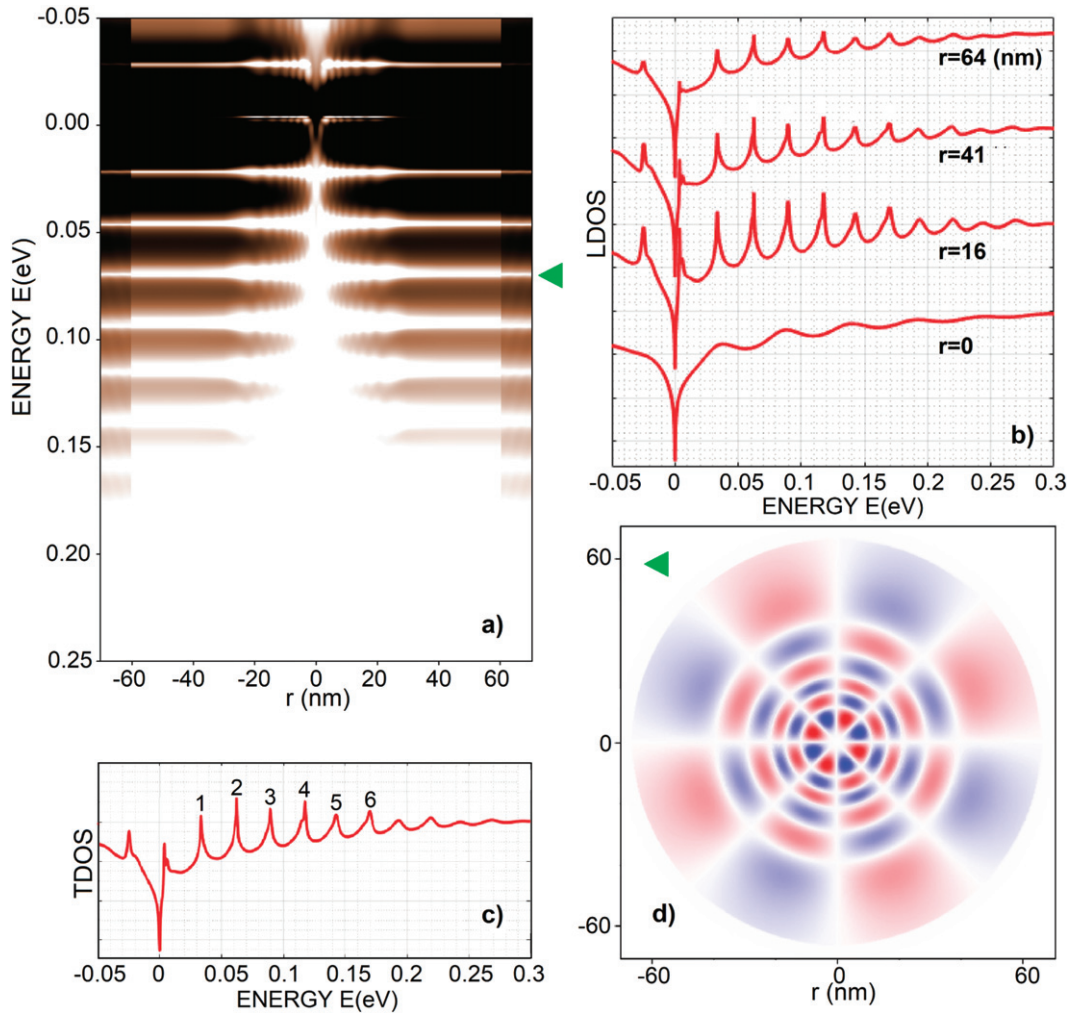 -0.05
0.00
0.05
0.10
0.15
0.20
0.25
ENERGY E(eV)
-60 -40 -20 0 20 40 60
r (nm)
a)
r=64 (nm)
r=41
r=16
r=0
LDOS
b)
-0.05 0 0.05 0.1 0.15 0.2 0.25 0.3
ENERGY E(eV)
1 2 3 4 5 6
TDOS
c)
-0.05 0 0.05 0.1 0.15 0.2 0.25 0.3
ENERGY E(eV)
60
0
-60
d)
-60 0 60
r (nm)